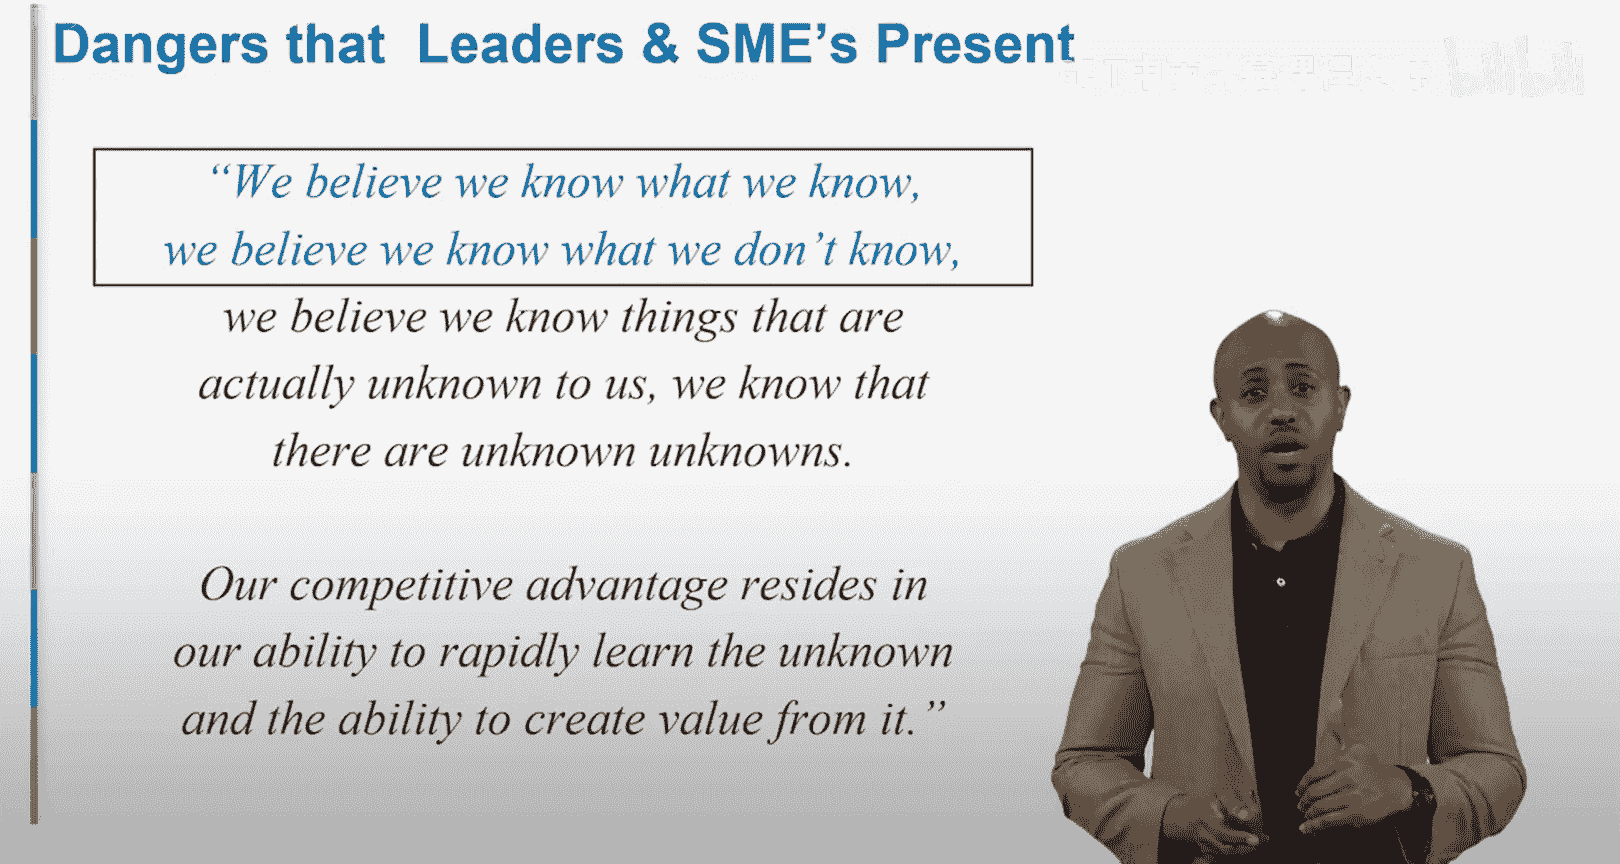 Dangers that Leaders & SME's Present
“We believe we know what we know,
we believe we know what we don’t know,
we believe we know things that are
actually unknown to us, we know that
there are unknown unknowns.
Our competitive advantage resides in
our ability to rapidly learn the unknown
and the ability to create value from it.”